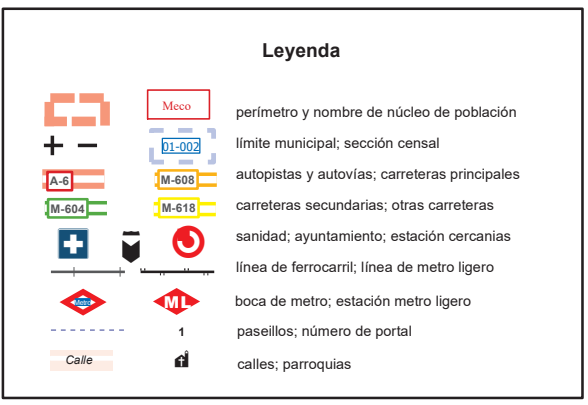 Leyenda
Meco perímetro y nombre de núcleo de población
01-002 límite municipal; sección censal
A-6 M-608 autopistas y autovías; carreteras principales
M-604 M-618 carreteras secundarias; otras carreteras
sanidad; ayuntamiento; estación cercanias
línea de ferrocarril; línea de metro ligero
Metro ML boca de metro; estación metro ligero
1 paseillos; número de portal
Calle calles; parroquias